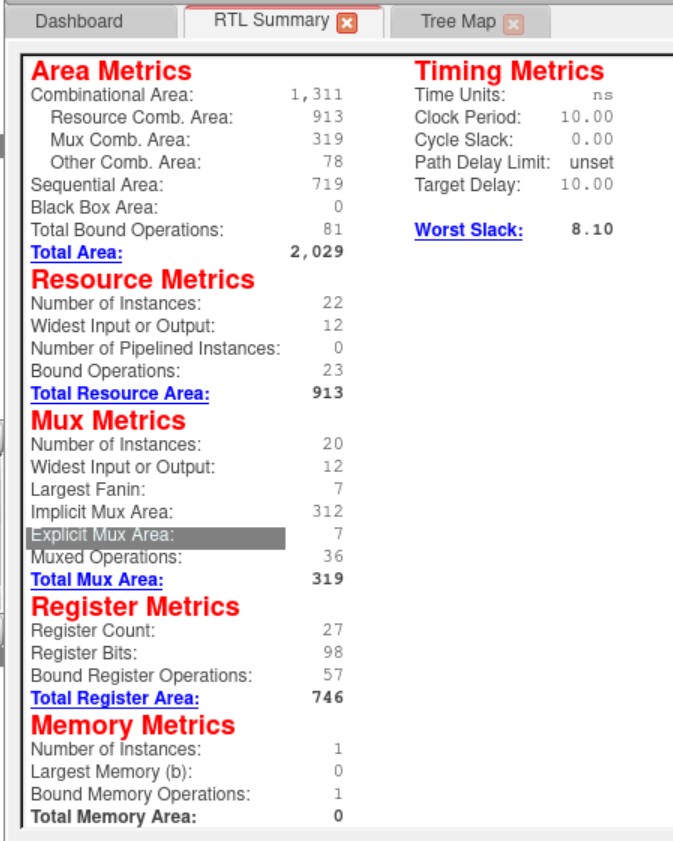 Dashboard RTL Summary Tree Map
Area Metrics
Combinational Area: 1,311
Resource Comb. Area: 913
Mux Comb. Area: 319
Other Comb. Area: 78
Sequential Area: 719
Black Box Area: 0
Total Bound Operations: 81
Total Area: 2,029
Resource Metrics
Number of Instances: 22
Widest Input or Output: 12
Number of Pipelined Instances: 0
Bound Operations: 23
Total Resource Area: 913
Mux Metrics
Number of Instances: 20
Widest Input or Output: 12
Largest Fanin: 7
Implicit Mux Area: 312
Explicit Mux Area: 7
Muxed Operations: 36
Total Mux Area: 319
Register Metrics
Register Count: 27
Register Bits: 98
Bound Register Operations: 57
Total Register Area: 746
Memory Metrics
Number of Instances: 1
Largest Memory (b): 0
Bound Memory Operations: 1
Total Memory Area: 0
Timing Metrics
Time Units: ns
Clock Period: 10.00
Cycle Slack: 0.00
Path Delay Limit: unset
Target Delay: 10.00
Worst Slack: 8.10